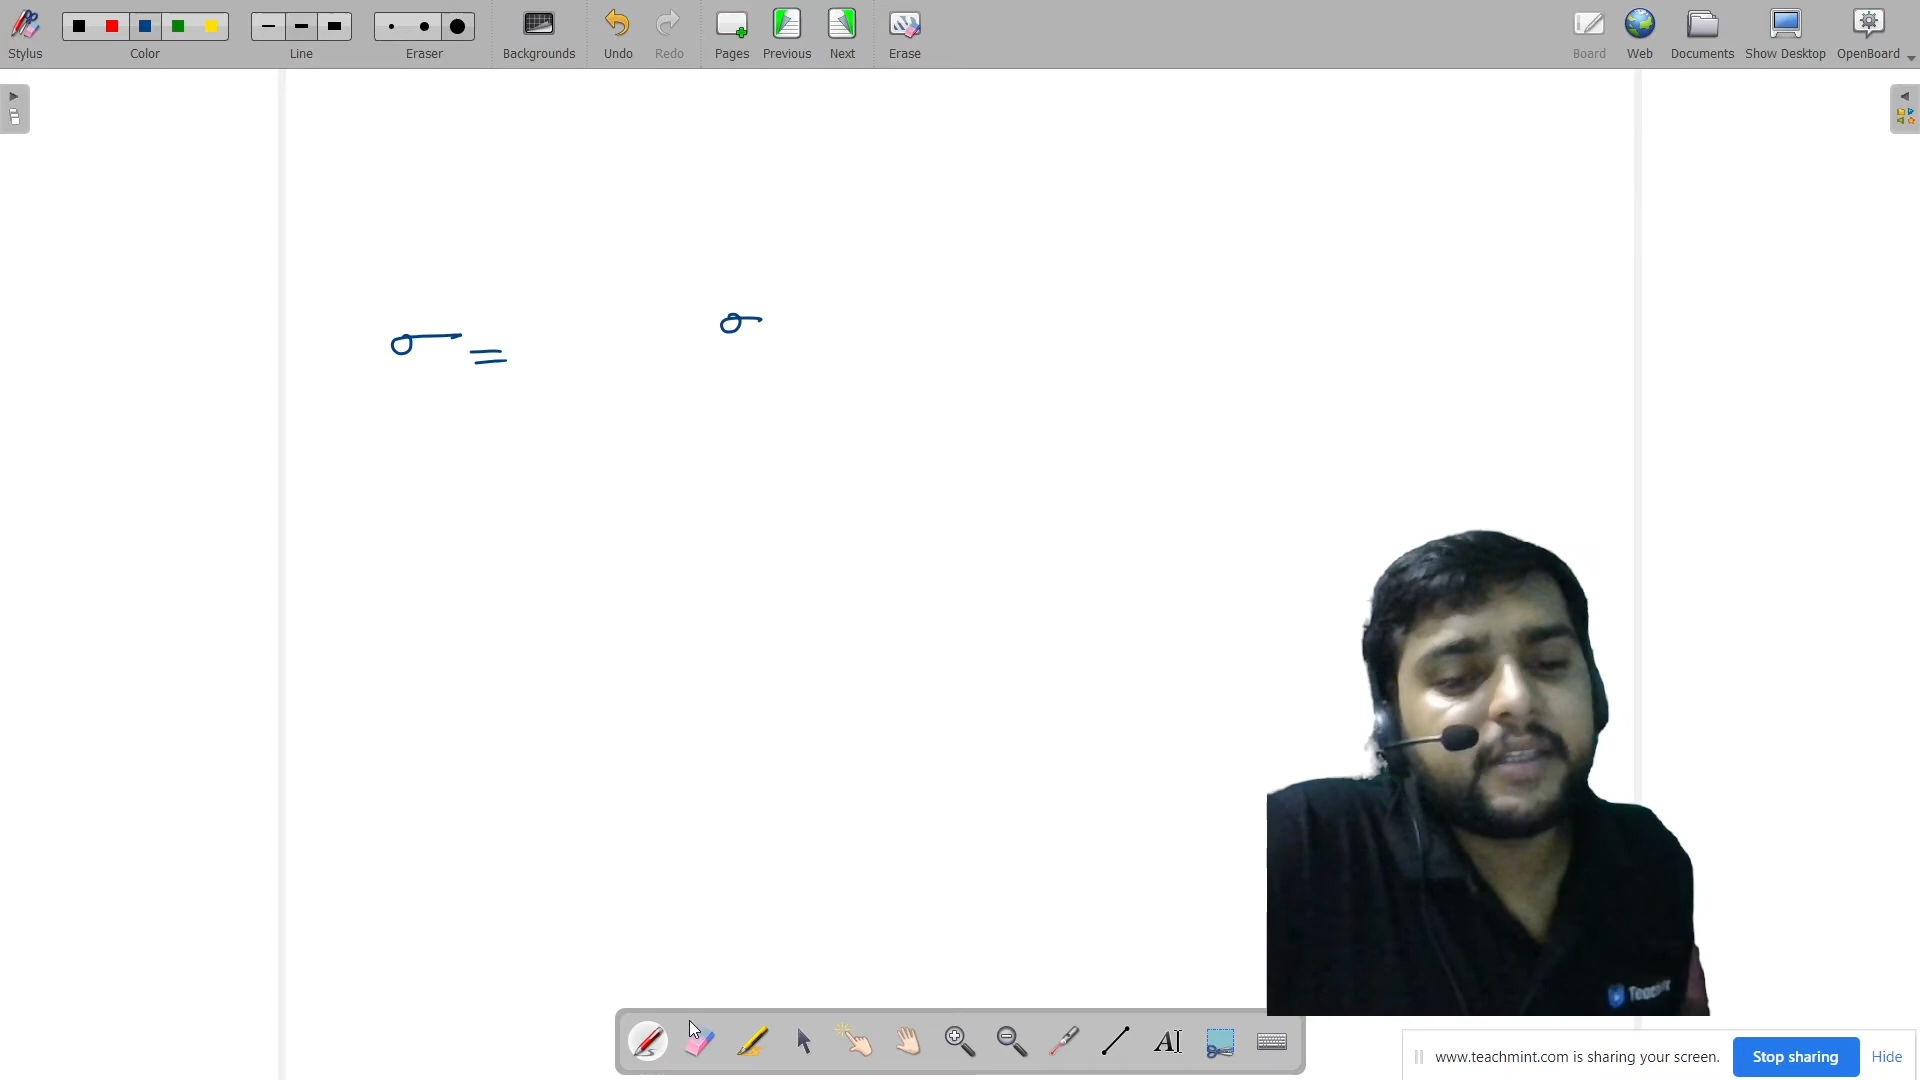 Stylus
Color
Line
Eraser
Backgrounds
Undo
Redo
Pages
Previous
Next
Erase
Board
Web
Documents
Show Desktop
OpenBoard
σ =
σ
A
www.teachmint.com is sharing your screen.
Stop sharing
Hide